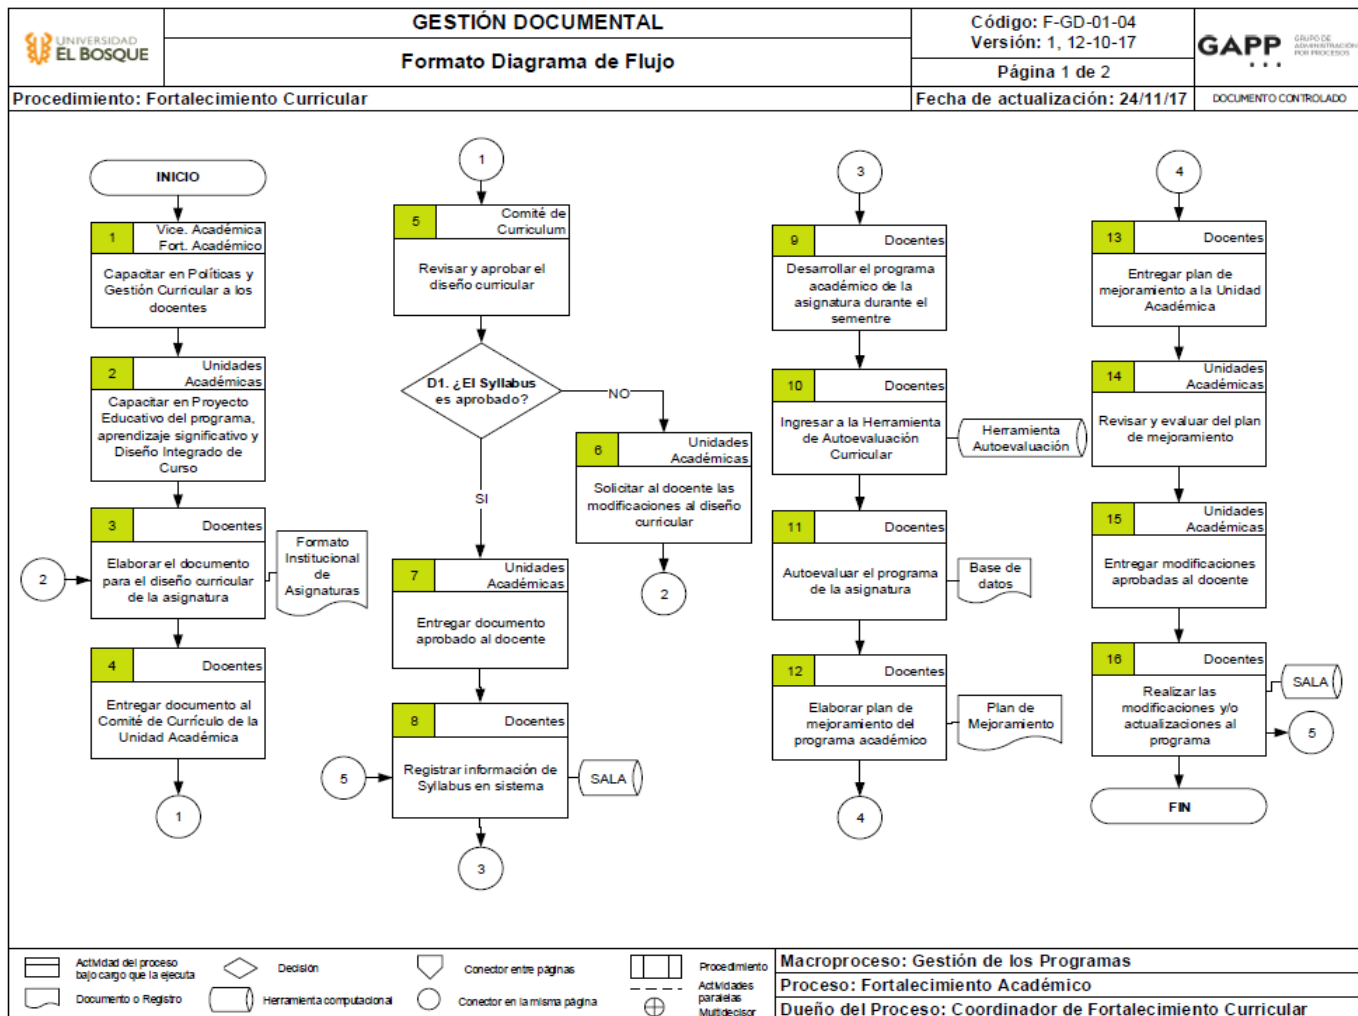 UNIVERSIDAD
EL BOSQUE
GESTIÓN DOCUMENTAL
Formato Diagrama de Flujo
Código: F-GD-01-04
Versión: 1, 12-10-17
Página 1 de 2
GAPP
GRUPO DE
ADMINISTRACIÓN
POR PROCESOS
Procedimiento: Fortalecimiento Curricular
Fecha de actualización: 24/11/17
DOCUMENTO CONTROLADO
INICIO
1
Vice. Académica
Fort. Académico
Capacitar en Políticas y
Gestión Curricular a los
docentes
2
Unidades
Académicas
Capacitar en Proyecto
Educativo del programa,
aprendizaje significativo y
Diseño Integrado de
Curso
3
Docentes
Elaborar el documento
para el diseño curricular
de la asignatura
2
Formato
Institucional
de
Asignaturas
4
Docentes
Entregar documento al
Comité de Currículo de la
Unidad Académica
1
1
5
Comité de
Curriculum
Revisar y aprobar el
diseño curricular
D1. ¿El Syllabus
es aprobado?
NO
SI
6
Unidades
Académicas
Solicitar al docente las
modificaciones al diseño
curricular
2
7
Unidades
Académicas
Entregar documento
aprobado al docente
8
Docentes
Registrar información de
Syllabus en sistema
5
SALA
3
3
9
Docentes
Desarrollar el programa
académico de la
asignatura durante el
sementre
10
Docentes
Ingresar a la Herramienta
de Autoevaluación
Curricular
Herramienta
Autoevaluación
11
Docentes
Autoevaluar el programa
de la asignatura
Base de
datos
12
Docentes
Elaborar plan de
mejoramiento del
programa académico
Plan de
Mejoramiento
4
4
13
Docentes
Entregar plan de
mejoramiento a la Unidad
Académica
14
Unidades
Académicas
Revisar y evaluar del plan
de mejoramiento
15
Unidades
Académicas
Entregar modificaciones
aprobadas al docente
16
Docentes
Realizar las
modificaciones y/o
actualizaciones al
programa
SALA
5
FIN
Actividad del proceso
bajo cargo que la ejecuta
Documento o Registro
Decisión
Herramienta computacional
Conector entre páginas
Conector en la misma página
Procedimiento
Actividades
paralelas
Multidecisor
Macroproceso: Gestión de los Programas
Proceso: Fortalecimiento Académico
Dueño del Proceso: Coordinador de Fortalecimiento Curricular